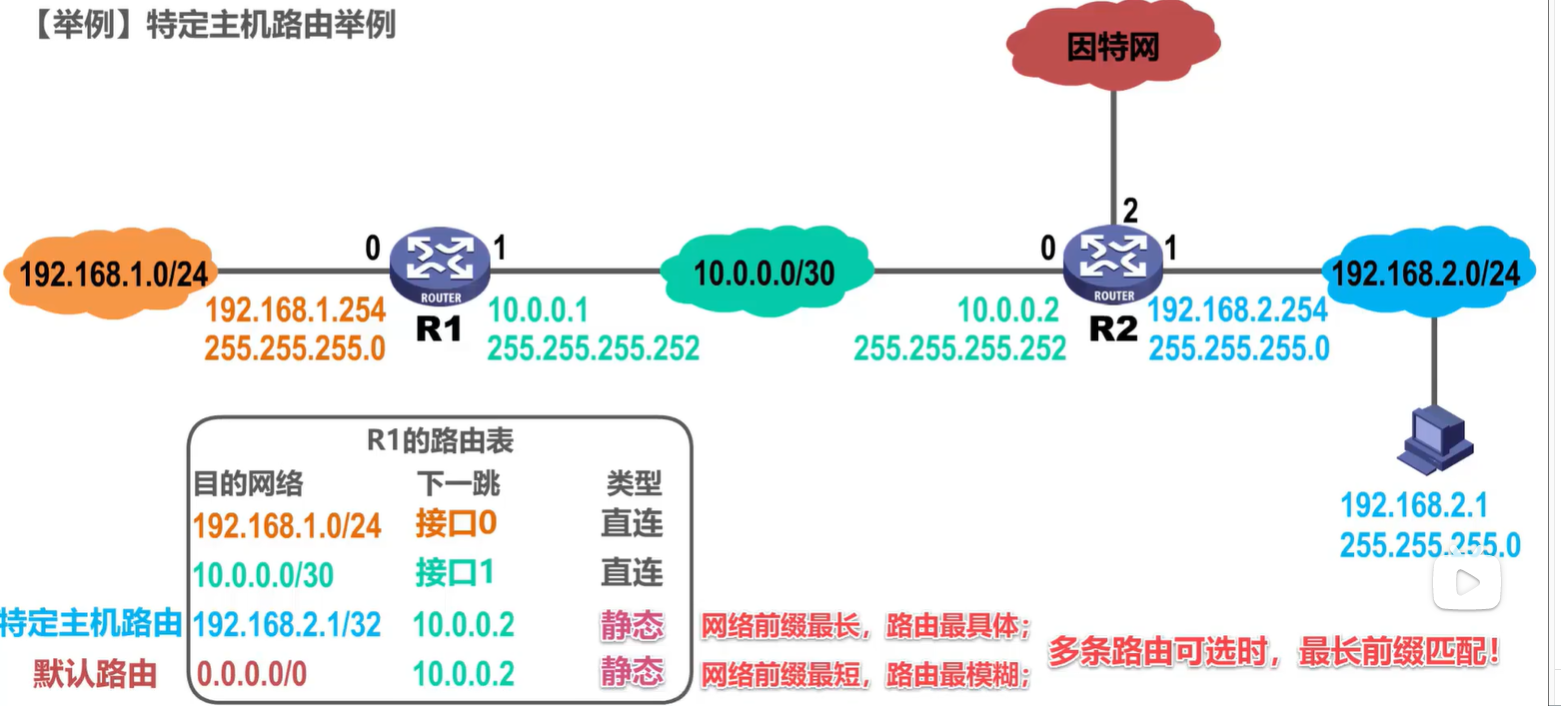 【举例】特定主机路由举例
因特网
2
192.168.1.0/24
0
1
10.0.0.0/30
0
1
192.168.2.0/24
ROUTER
ROUTER
192.168.1.254
255.255.255.0
R1
10.0.0.1
255.255.255.252
10.0.0.2
255.255.255.252
R2
192.168.2.254
255.255.255.0
192.168.2.1
255.255.255.0
R1的路由表
目的网络 下一跳 类型
192.168.1.0/24 接口0 直连
10.0.0.0/30 接口1 直连
特定主机路由 192.168.2.1/32 10.0.0.2 静态 网络前缀最长，路由最具体；
默认路由 0.0.0.0/0 10.0.0.2 静态 网络前缀最短，路由最模糊；
多条路由可选时，最长前缀匹配！